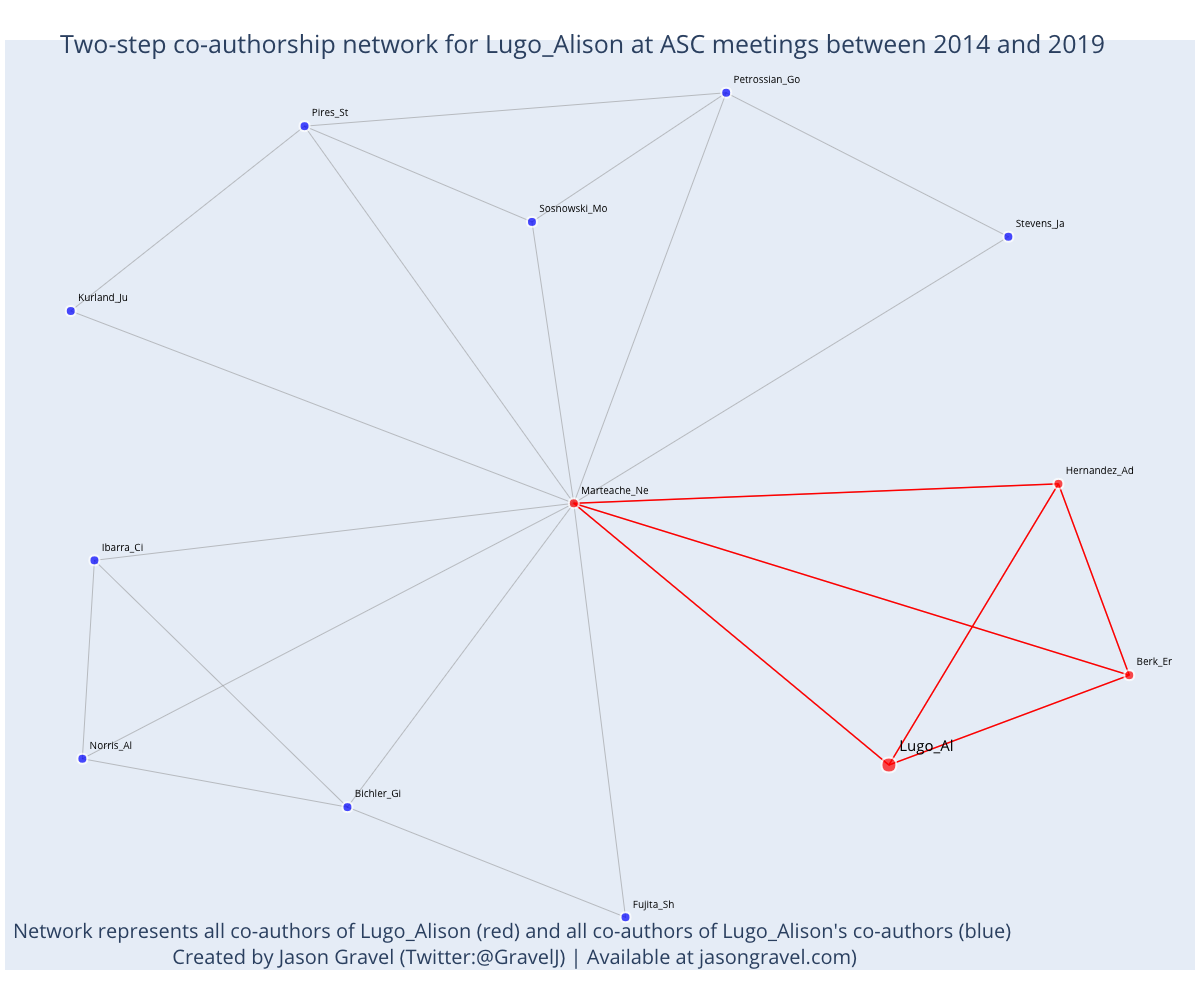 Two-step co-authorship network for Lugo_Alison at ASC meetings between 2014 and 2019
Petrossian_Go
Pires_St
Sosnowski_Mo
Stevens_Ja
Kurland_Ju
Hernandez_Ad
Marteache_Ne
Ibarra_Ci
Berk_Er
Norris_Al
Lugo_Al
Bichler_Gi
Fujita_Sh
Network represents all co-authors of Lugo_Alison (red) and all co-authors of Lugo_Alison's co-authors (blue)
Created by Jason Gravel (Twitter:@GravelJ) | Available at jasongravel.com)